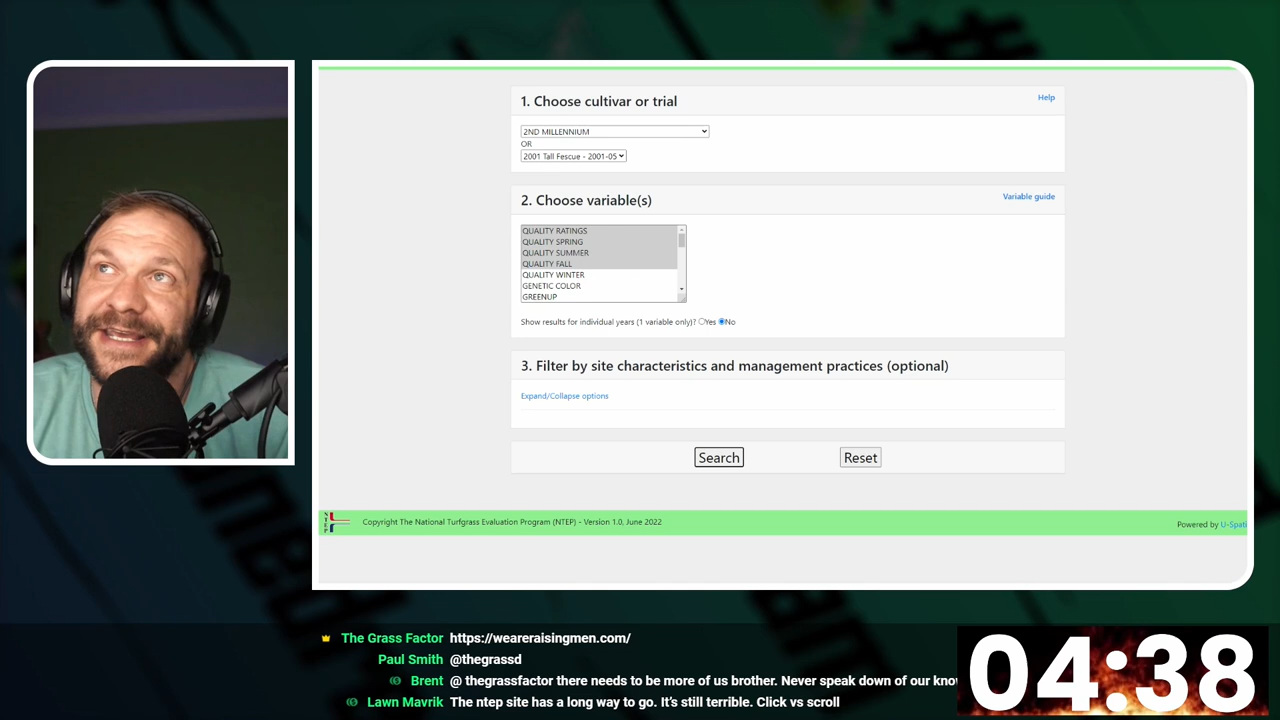 1. Choose cultivar or trial
Help
2ND MILLENNIUM
OR
2001 Tall Fescue - 2001-05
2. Choose variable(s)
Variable guide
QUALITY RATINGS
QUALITY SPRING
QUALITY SUMMER
QUALITY FALL
QUALITY WINTER
GENETIC COLOR
GREENUP
Show results for individual years (1 variable only)? Yes No
3. Filter by site characteristics and management practices (optional)
Expand/Collapse options
Search Reset
NTEP Copyright The National Turfgrass Evaluation Program (NTEP) - Version 1.0, June 2022
Powered by U-Spati
The Grass Factor https://weareraisingmen.com/
Paul Smith @thegrassd
Brent @ thegrassfactor there needs to be more of us brother. Never speak down of our kno
Lawn Mavrik The ntep site has a long way to go. It's still terrible. Click vs scroll
04:38